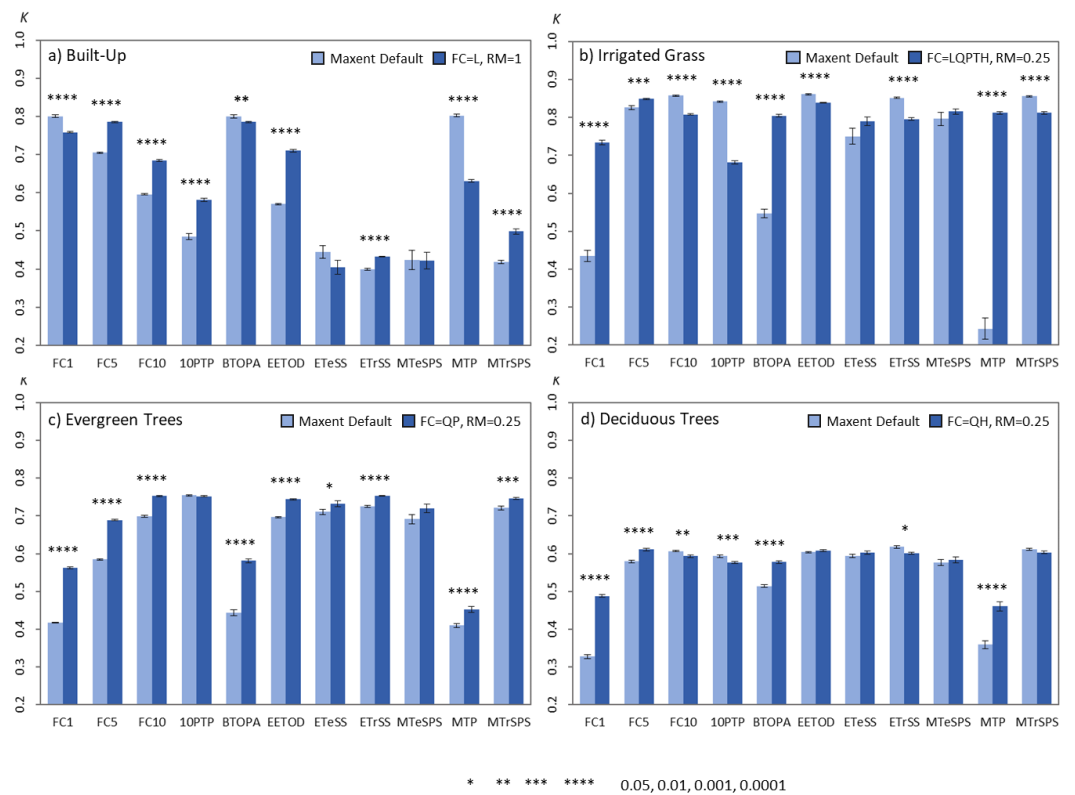 K
a) Built-Up
Maxent Default FC=L, RM=1
1.0
0.9
0.8
0.7
0.6
0.5
0.4
0.3
0.2
**** **** **** **** ** **** **** **** ****
FC1 FC5 FC10 10PTP BTOPA EETOD ETeSS ETrSS MTeSPS MTP MTrSPS
K
b) Irrigated Grass
Maxent Default FC=LQPTH, RM=0.25
1.0
0.9
0.8
0.7
0.6
0.5
0.4
0.3
0.2
**** *** **** **** **** **** **** **** ****
FC1 FC5 FC10 10PTP BTOPA EETOD ETeSS ETrSS MTeSPS MTP MTrSPS
K
c) Evergreen Trees
Maxent Default FC=QP, RM=0.25
1.0
0.9
0.8
0.7
0.6
0.5
0.4
0.3
0.2
**** **** **** **** **** * **** **** ***
FC1 FC5 FC10 10PTP BTOPA EETOD ETeSS ETrSS MTeSPS MTP MTrSPS
K
d) Deciduous Trees
Maxent Default FC=QH, RM=0.25
1.0
0.9
0.8
0.7
0.6
0.5
0.4
0.3
0.2
**** **** ** *** **** * ****
FC1 FC5 FC10 10PTP BTOPA EETOD ETeSS ETrSS MTeSPS MTP MTrSPS
* ** *** **** 0.05, 0.01, 0.001, 0.0001